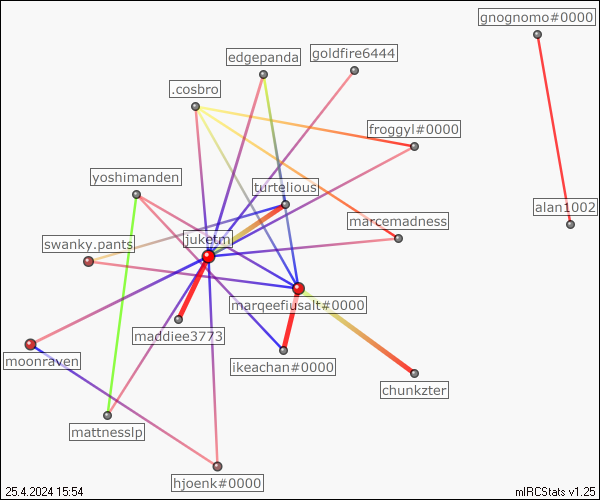 gnognomo#0000
goldfire6444
edgepanda
.cosbro
froggyl#0000
yoshimanden
turtelious
alan1002
marcemadness
juketm
swanky.pants
marqeefiusalt#0000
maddiee3773
moonraven
ikeachan#0000
chunkzter
mattnesslp
hjoenk#0000
25.4.2024 15:54
mIRCStats v1.25